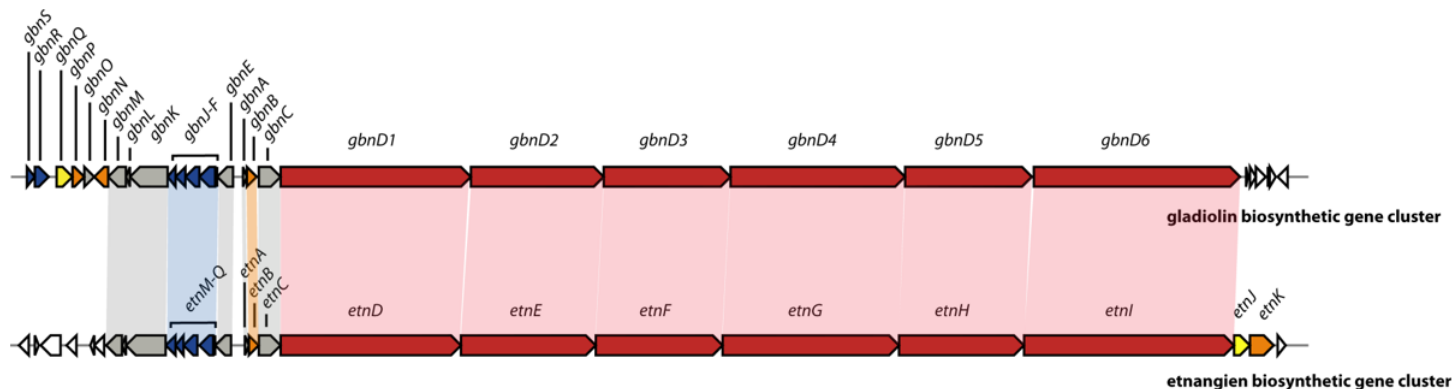 gbnS
gbnR
gbnQ
gbnP
gbnO
gbnN
gbnM
gbnL
gbnK
gbnJ-F
gbnE
gbnA
gbnB
gbnC
gbnD1
gbnD2
gbnD3
gbnD4
gbnD5
gbnD6
gladiolin biosynthetic gene cluster
etnM-Q
etnA
etnB
etnC
etnD
etnE
etnF
etnG
etnH
etnI
etnJ
etnK
etnangien biosynthetic gene cluster